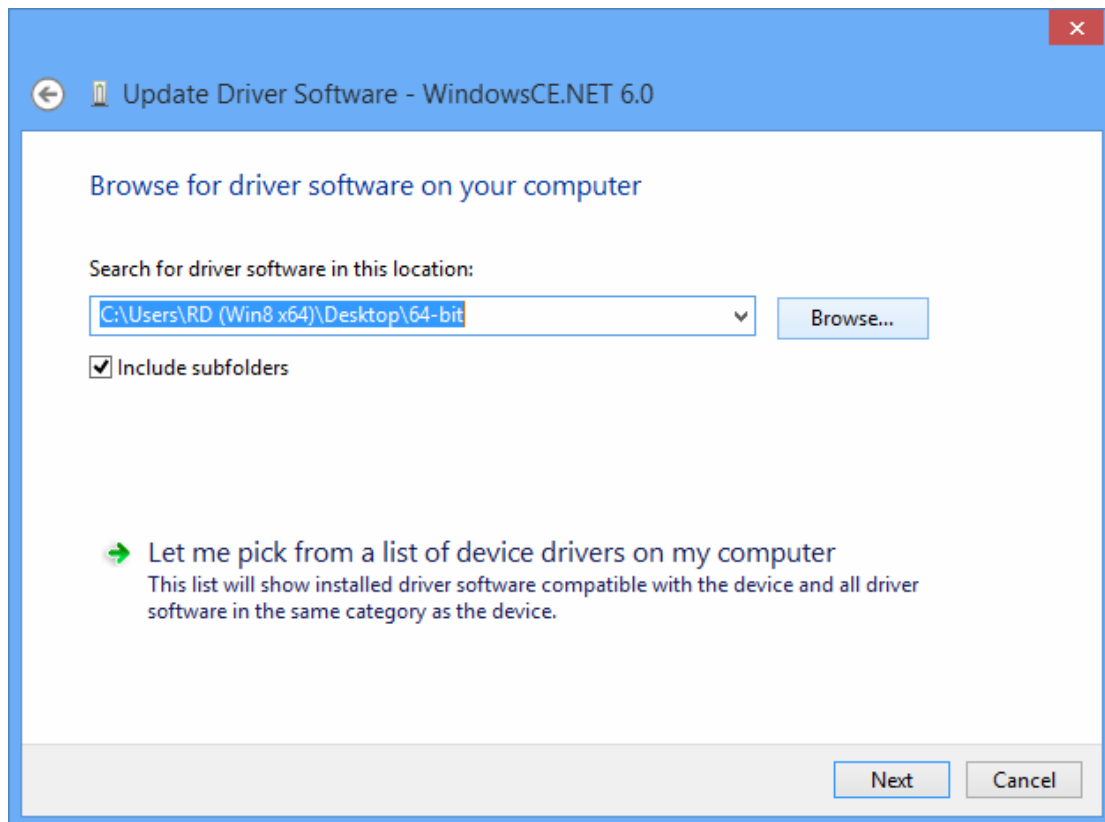 Update Driver Software - WindowsCE.NET 6.0
Browse for driver software on your computer
Search for driver software in this location:
C:\Users\RD (Win8 x64)\Desktop\64-bit
Browse...
Include subfolders
Let me pick from a list of device drivers on my computer
This list will show installed driver software compatible with the device and all driver
software in the same category as the device.
Next
Cancel